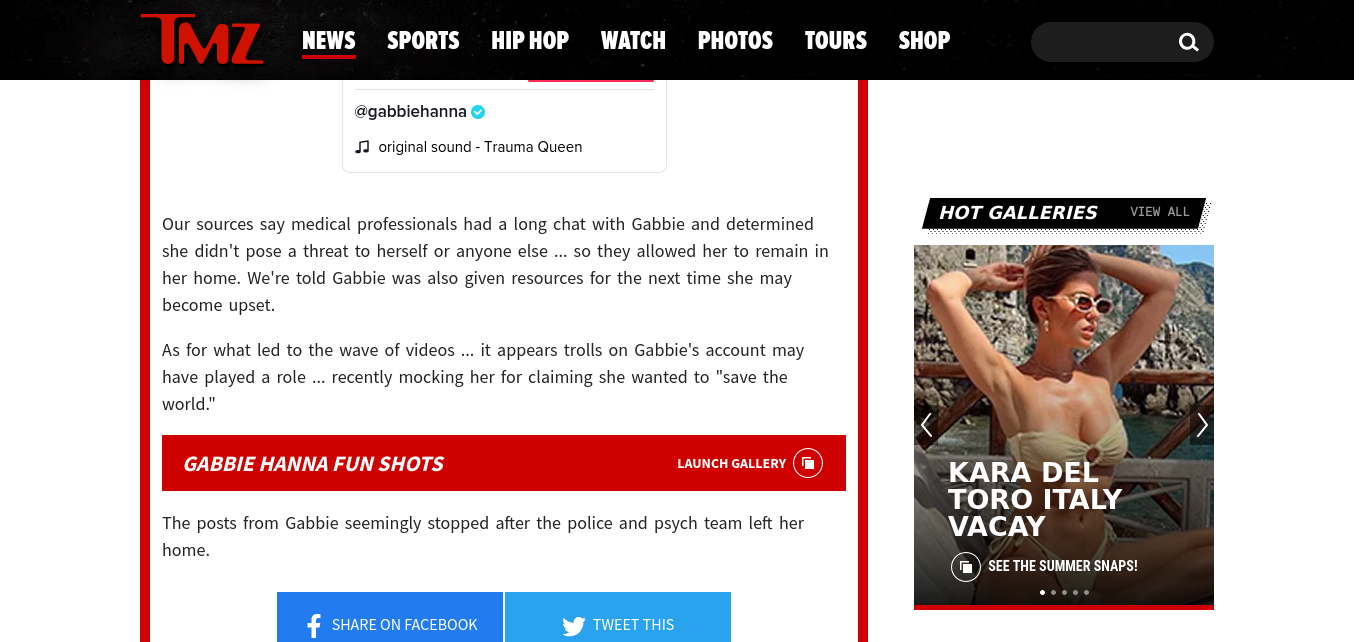 TMZ
NEWS SPORTS HIP HOP WATCH PHOTOS TOURS SHOP
@gabbiehanna
original sound - Trauma Queen
Our sources say medical professionals had a long chat with Gabbie and determined
she didn't pose a threat to herself or anyone else ... so they allowed her to remain in
her home. We're told Gabbie was also given resources for the next time she may
become upset.
As for what led to the wave of videos ... it appears trolls on Gabbie's account may
have played a role ... recently mocking her for claiming she wanted to "save the
world."
GABBIE HANNA FUN SHOTS LAUNCH GALLERY
The posts from Gabbie seemingly stopped after the police and psych team left her
home.
SHARE ON FACEBOOK TWEET THIS
HOT GALLERIES VIEW ALL
KARA DEL
TORO ITALY
VACAY
SEE THE SUMMER SNAPS!